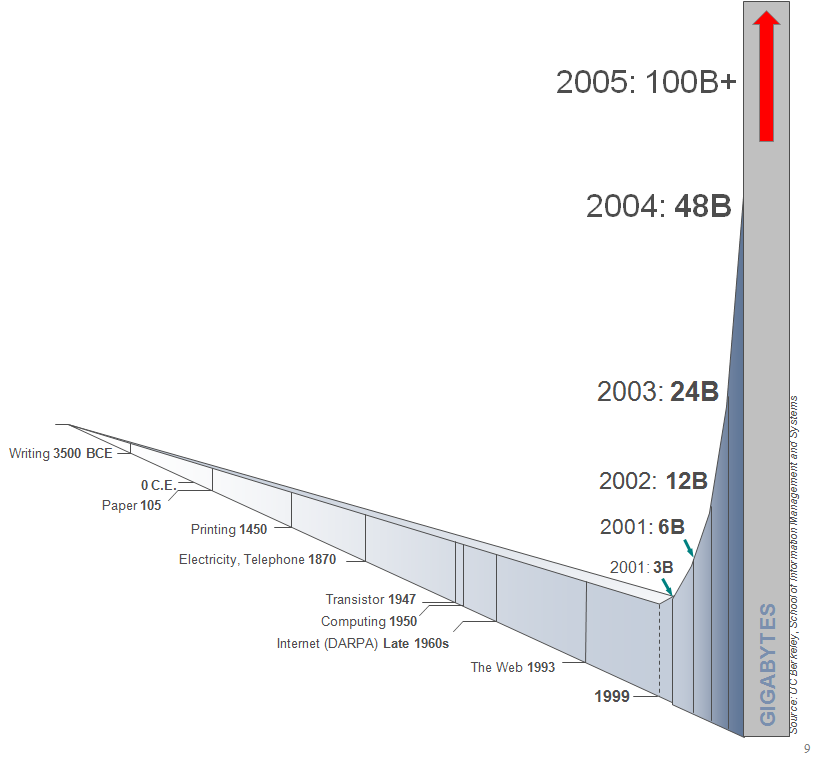 2005: 100B+
2004: 48B
2003: 24B
2002: 12B
2001: 6B
2001: 3B
Writing 3500 BCE
0 C.E.
Paper 105
Printing 1450
Electricity, Telephone 1870
Transistor 1947
Computing 1950
Internet (DARPA) Late 1960s
The Web 1993
1999
GIGABYTES
Source: UC Berkeley, School of Information Management and Systems
9